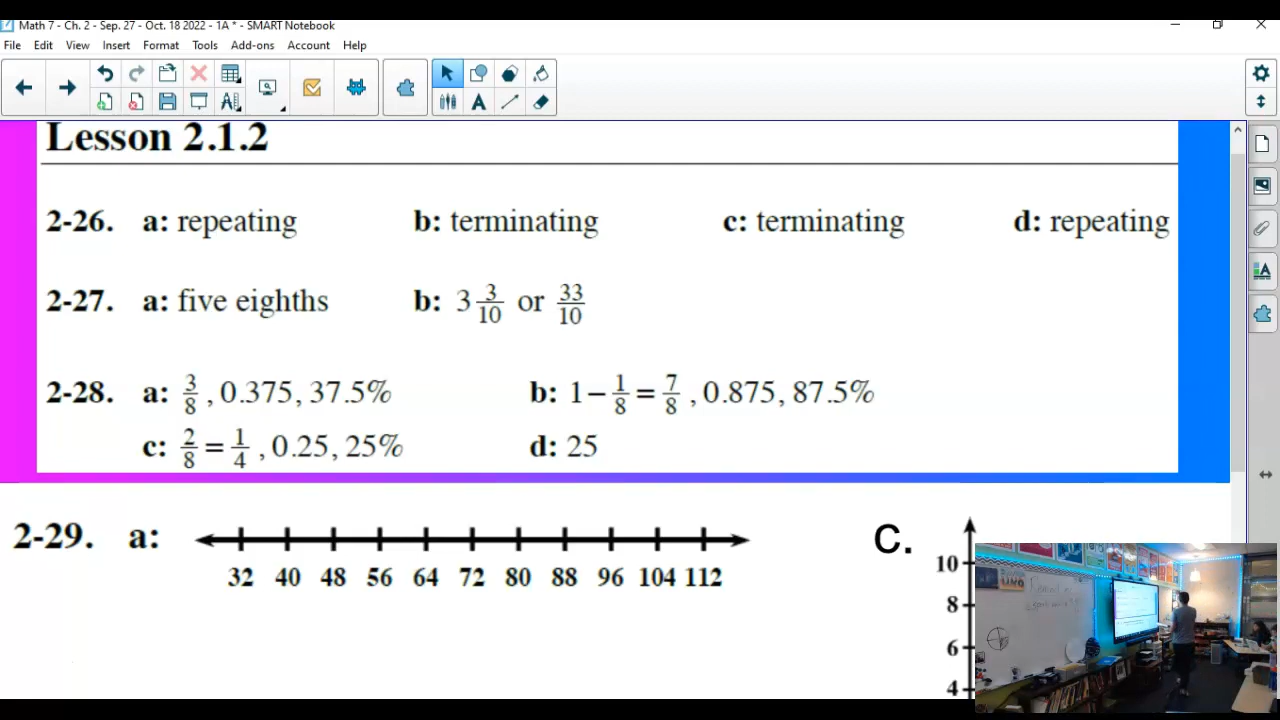 Math 7 - Ch. 2 - Sep. 27 - Oct. 18 2022 - 1A * - SMART Notebook
File Edit View Insert Format Tools Add-ons Account Help
Lesson 2.1.2
2-26. a: repeating b: terminating c: terminating d: repeating
2-27. a: five eighths b: 3 3/10 or 33/10
2-28. a: 3/8 , 0.375, 37.5% b: 1 − 1/8 = 7/8 , 0.875, 87.5%
c: 2/8 = 1/4 , 0.25, 25% d: 25
2-29. a: C.
32 40 48 56 64 72 80 88 96 104 112
10
8
6
4